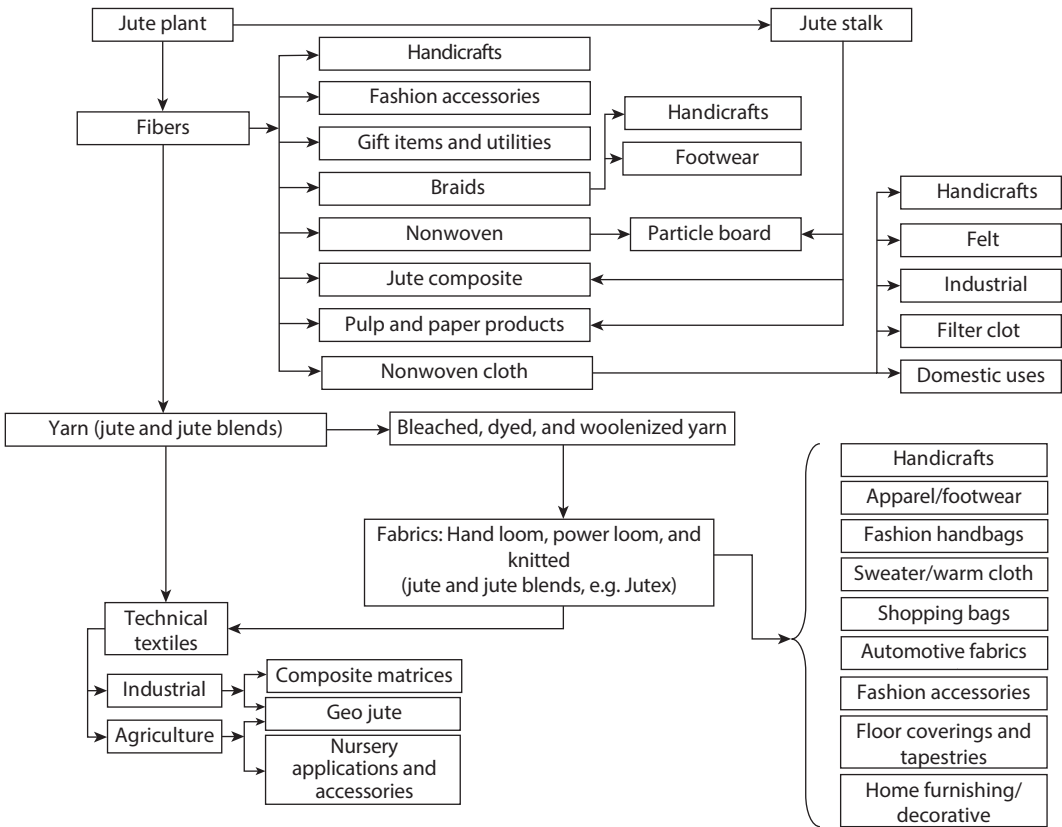 Jute plant
Jute stalk
Handicrafts
Fashion accessories
Handicrafts
Fibers
Gift items and utilities
Footwear
Braids
Handicrafts
Nonwoven
Particle board
Felt
Jute composite
Industrial
Pulp and paper products
Filter clot
Nonwoven cloth
Domestic uses
Yarn (jute and jute blends)
Bleached, dyed, and woolenized yarn
Handicrafts
Apparel/footwear
Fabrics: Hand loom, power loom, and
knitted
(jute and jute blends, e.g. Jutex)
Fashion handbags
Sweater/warm cloth
Shopping bags
Technical
textiles
Automotive fabrics
Industrial
Composite matrices
Fashion accessories
Geo jute
Agriculture
Floor coverings and
tapestries
Nursery
applications and
accessories
Home furnishing/
decorative